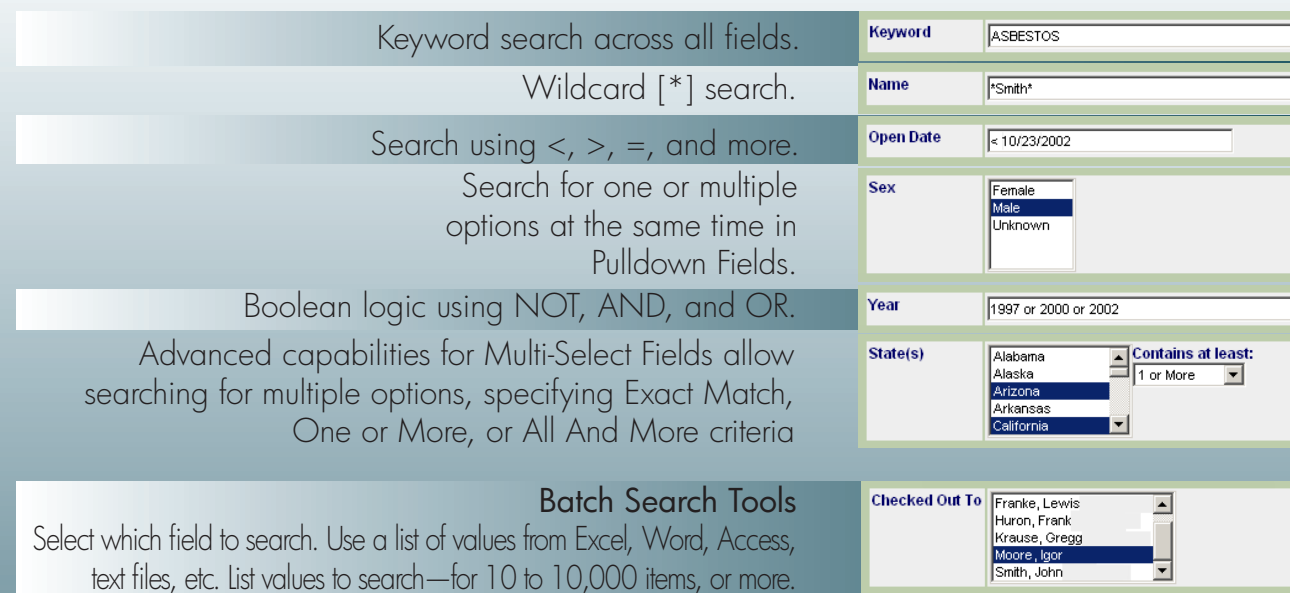 Keyword search across all fields.
Keyword
ASBESTOS
Wildcard [*] search.
Name
*Smith*
Search using <, >, =, and more.
Open Date
< 10/23/2002
Search for one or multiple
options at the same time in
Pulldown Fields.
Sex
Female
Male
Unknown
Boolean logic using NOT, AND, and OR.
Year
1997 or 2000 or 2002
Advanced capabilities for Multi-Select Fields allow
searching for multiple options, specifying Exact Match,
One or More, or All And More criteria
State(s)
Alabama
Alaska
Arizona
Arkansas
California
Contains at least:
1 or More
Batch Search Tools
Select which field to search. Use a list of values from Excel, Word, Access,
text files, etc. List values to search—for 10 to 10,000 items, or more.
Checked Out To
Franke, Lewis
Huron, Frank
Krause, Gregg
Moore, Igor
Smith, John